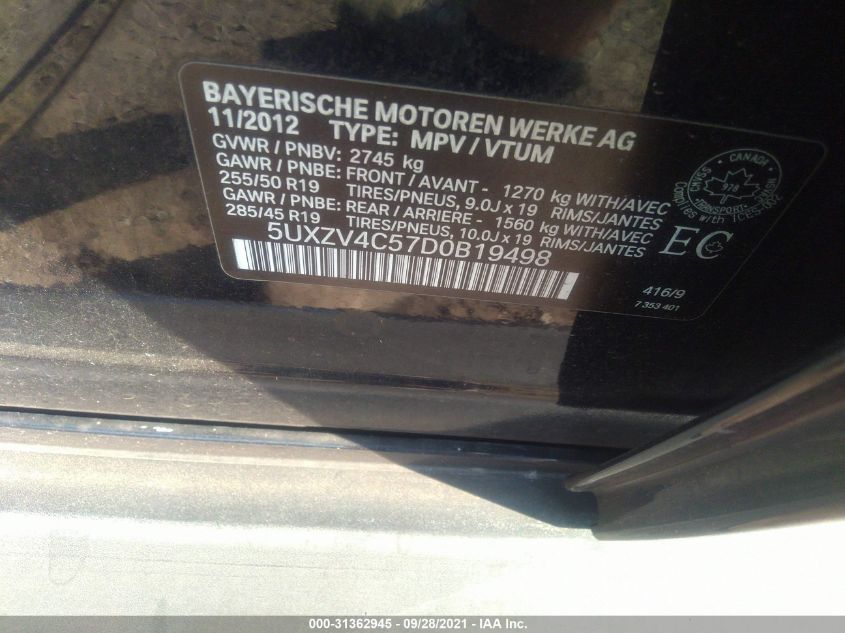 BAYERISCHE MOTOREN WERKE AG
11/2012 TYPE: MPV / VTUM
GVWR / PNBV: 2745 kg
GAWR / PNBE: FRONT / AVANT - 1270 kg WITH/AVEC
255/50 R19 TIRES/PNEUS, 9.0J x 19 RIMS/JANTES
GAWR / PNBE: REAR / ARRIERE - 1560 kg WITH/AVEC
285/45 R19 TIRES/PNEUS, 10.0J x 19 RIMS/JANTES
5UXZV4C57D0B19498
CANADA
978
TRANSPORT
Complies with
EC
416/9
7 353 401
000-31362945 - 09/28/2021 - IAA Inc.